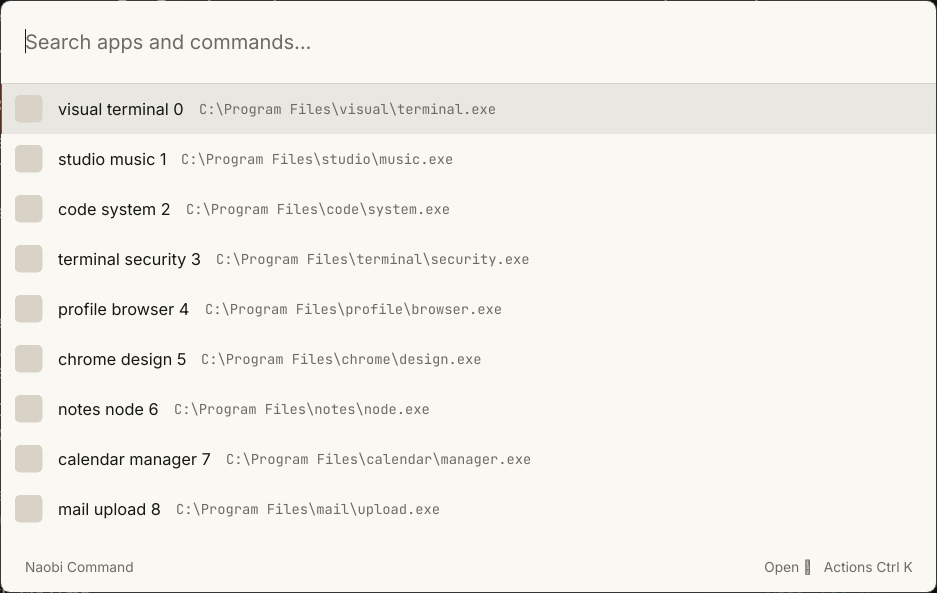 Search apps and commands...
visual terminal 0 C:\Program Files\visual\terminal.exe
studio music 1 C:\Program Files\studio\music.exe
code system 2 C:\Program Files\code\system.exe
terminal security 3 C:\Program Files\terminal\security.exe
profile browser 4 C:\Program Files\profile\browser.exe
chrome design 5 C:\Program Files\chrome\design.exe
notes node 6 C:\Program Files\notes\node.exe
calendar manager 7 C:\Program Files\calendar\manager.exe
mail upload 8 C:\Program Files\mail\upload.exe
Naobi Command Open Actions Ctrl K